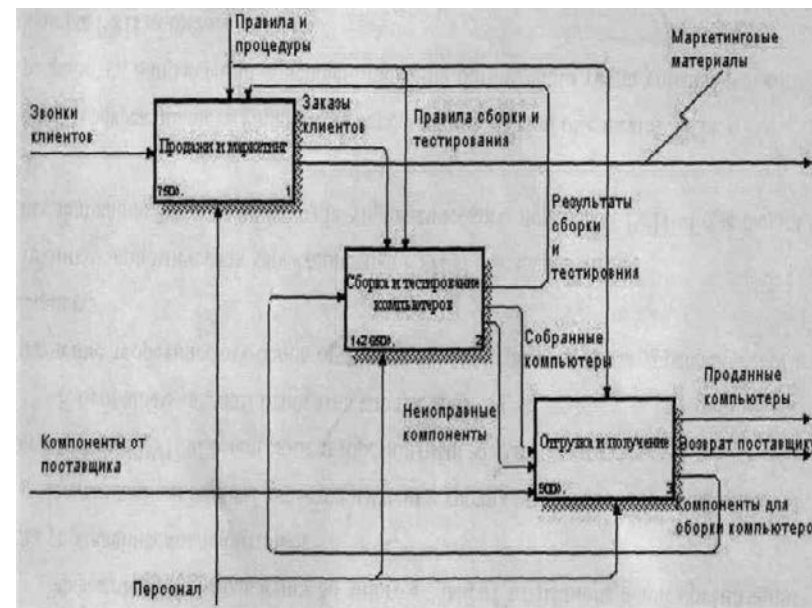 Правила и
процедуры
Маркетинговые
материалы
Звонки
клиентов
Заказы
клиентов
Правила сборки и
тестирования
Продажи и маркетинг
1
Результаты
сборки
и
тестировния
Сборка и тестирование
компьютеров
2
Собранные
компьютеры
Проданные
компьютеры
Неиоправные
компоненты
Компоненты от
поставщика
Отгрузка и получение
3
Возврат поставщик
Компоненты для
сборки компьютеро
Персонал